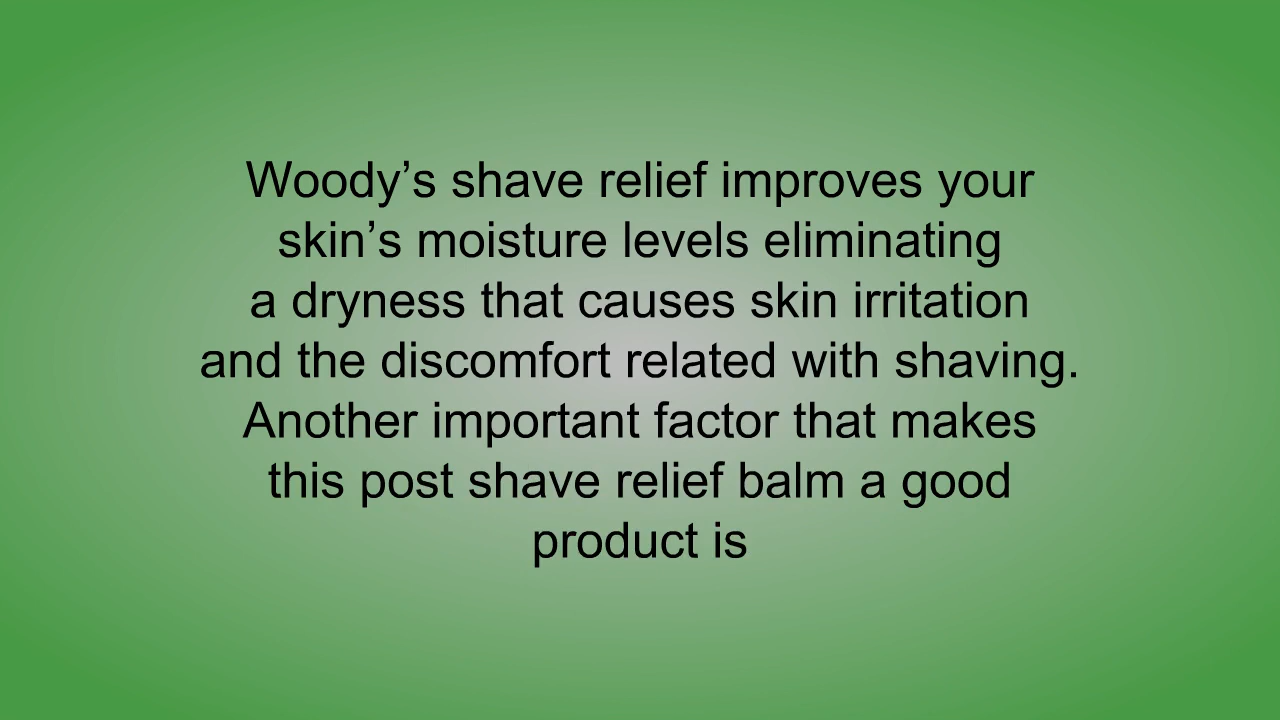 Woody’s shave relief improves your
skin’s moisture levels eliminating
a dryness that causes skin irritation
and the discomfort related with shaving.
Another important factor that makes
this post shave relief balm a good
product is